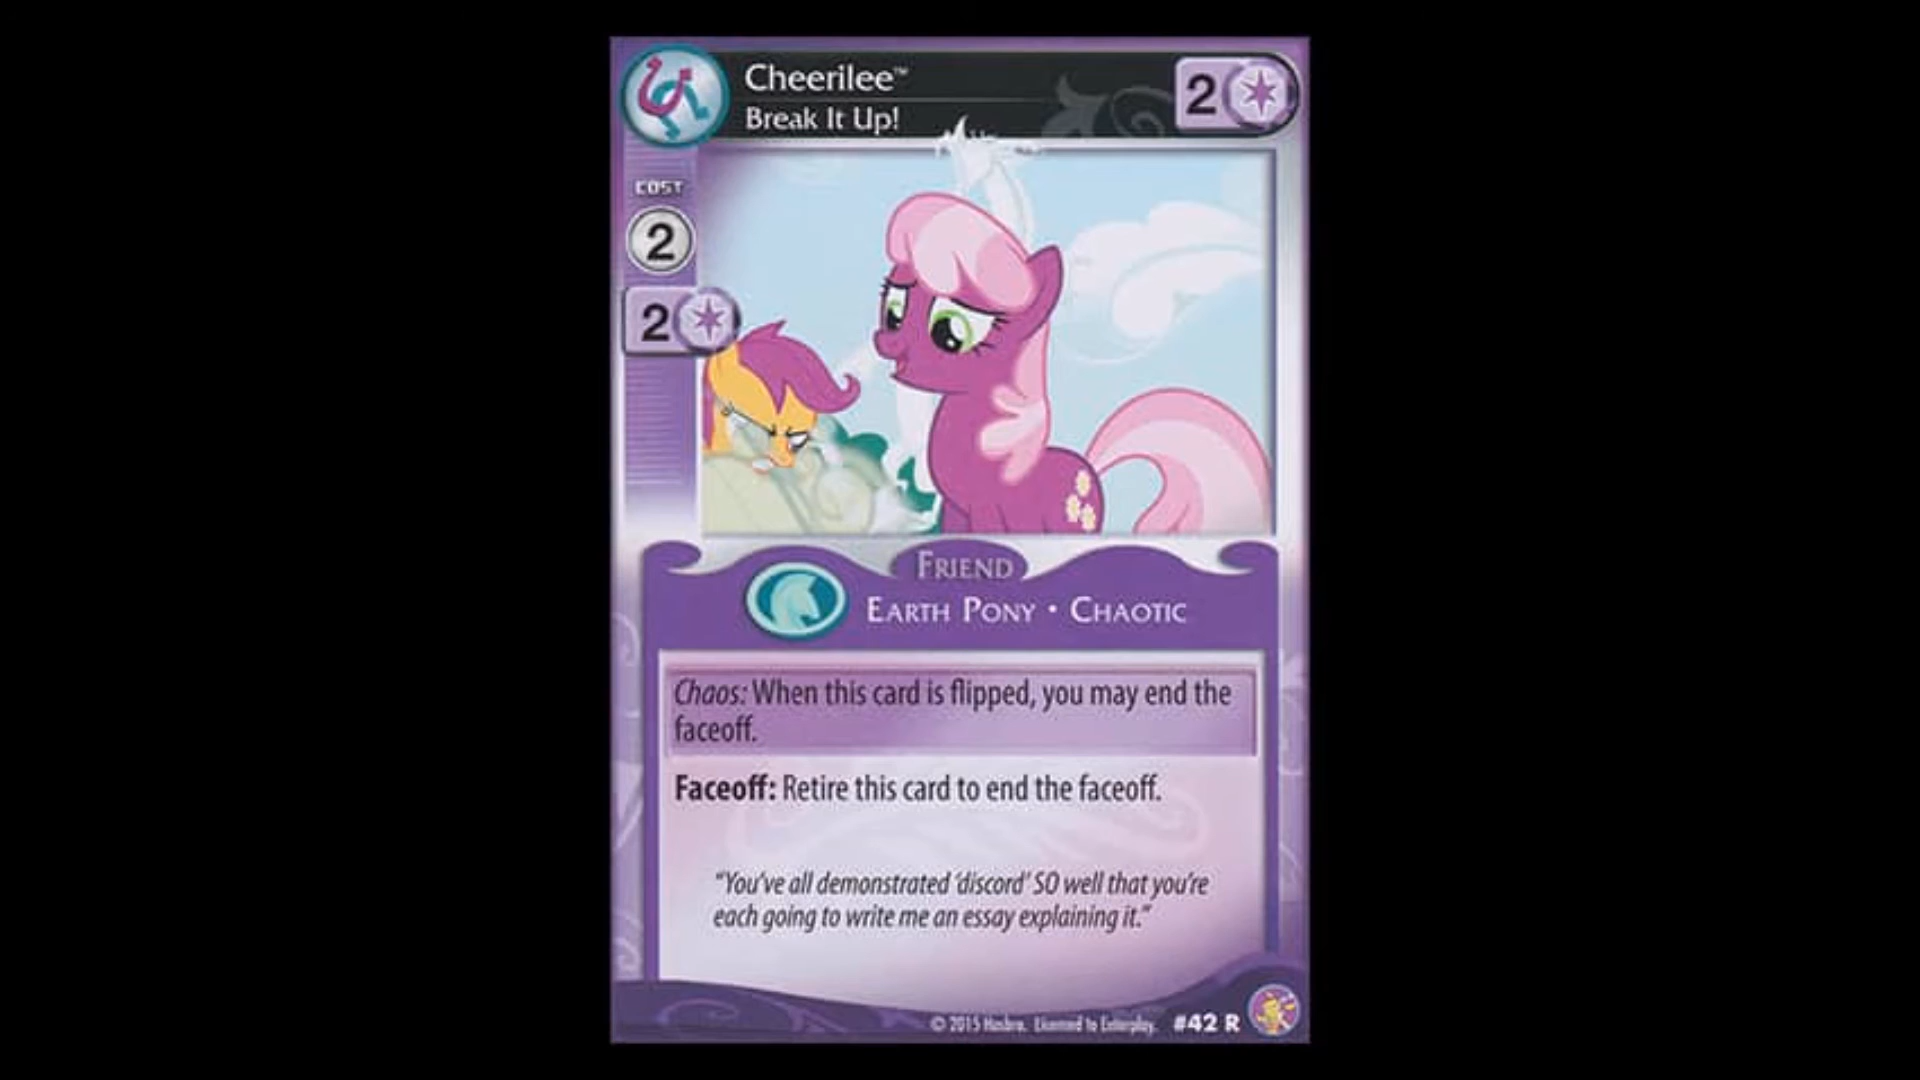 Cheerilee™
Break It Up!
2
COST
2
2
FRIEND
EARTH PONY • CHAOTIC
Chaos: When this card is flipped, you may end the
faceoff.
Faceoff: Retire this card to end the faceoff.
“You’ve all demonstrated ‘discord’ SO well that you’re
each going to write me an essay explaining it.”
© 2015 Hasbro. Licensed to Enterplay. #42 R